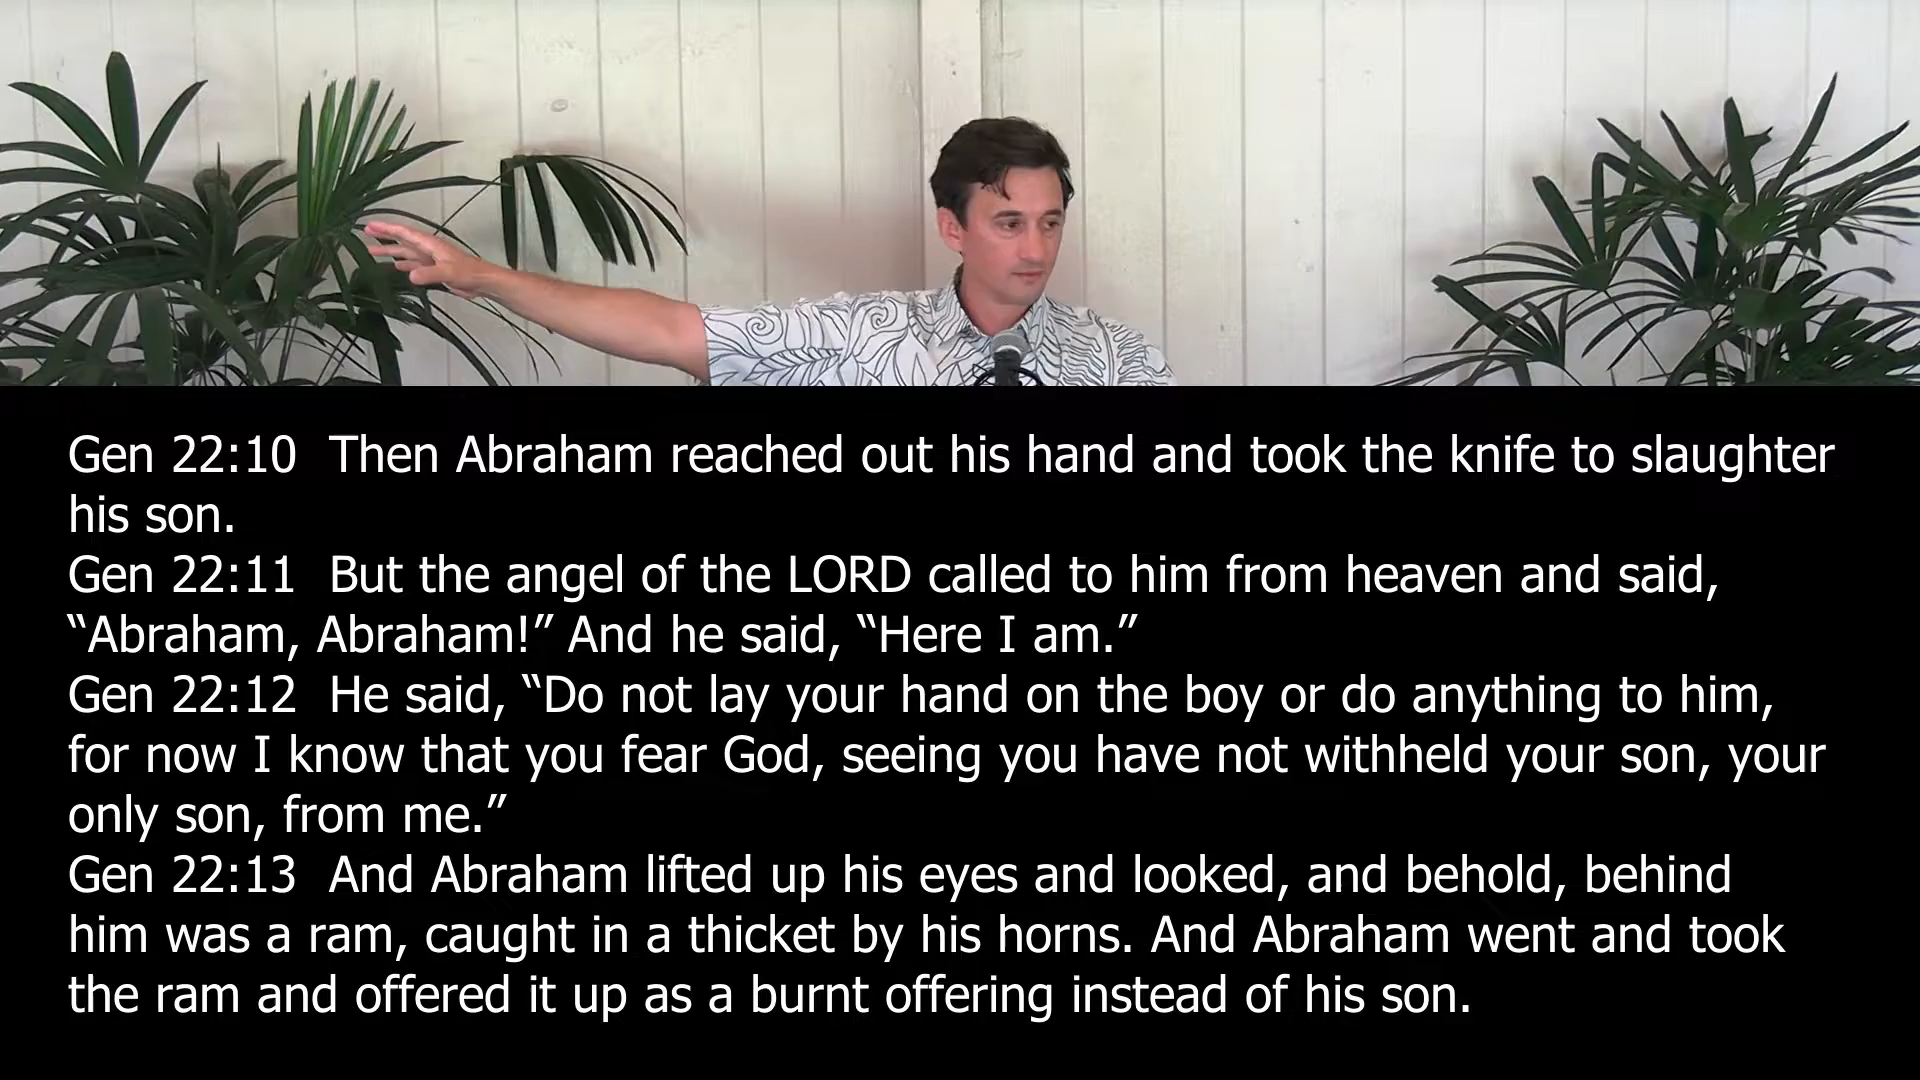 Gen 22:10  Then Abraham reached out his hand and took the knife to slaughter
his son.
Gen 22:11  But the angel of the LORD called to him from heaven and said,
“Abraham, Abraham!” And he said, “Here I am.”
Gen 22:12  He said, “Do not lay your hand on the boy or do anything to him,
for now I know that you fear God, seeing you have not withheld your son, your
only son, from me.”
Gen 22:13  And Abraham lifted up his eyes and looked, and behold, behind
him was a ram, caught in a thicket by his horns. And Abraham went and took
the ram and offered it up as a burnt offering instead of his son.